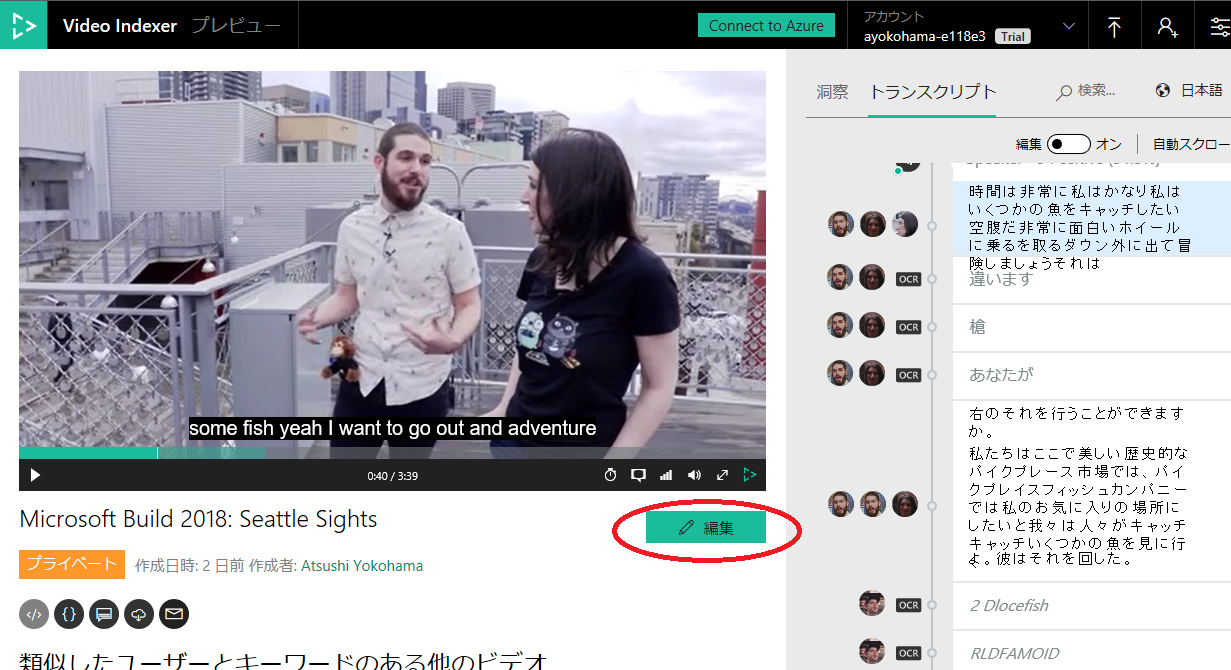 Video Indexer プレビュー
Connect to Azure
アカウント
ayokohama-e118e3 Trial
洞察 トランスクリプト 検索... 日本語
編集 オン 自動スクロー
時間は非常に私はかなり私は
いくつかの魚をキャッチしたい
空腹だ非常に面白いホイール
に乗るを取るダウン外に出て冒
険しましょうそれは
OCR 違います
OCR 槍
OCR あなたが
右のそれを行うことができます
か。
私たちはここで美しい歴史的な
パイクプレース市場では、パイ
クプレイスフィッシュカンパニー
では私のお気に入りの場所に
したいと我々は人々がキャッチ
キャッチいくつかの魚を見に行
よ。彼はそれを回した。
OCR 2 Dlocefish
OCR RLDFAMOID
some fish yeah I want to go out and adventure
0:40 / 3:39
Microsoft Build 2018: Seattle Sights
編集
プライベート 作成日時: 2 日前 作成者: Atsushi Yokohama
類似したユーザーとキーワードのある他のビデオ